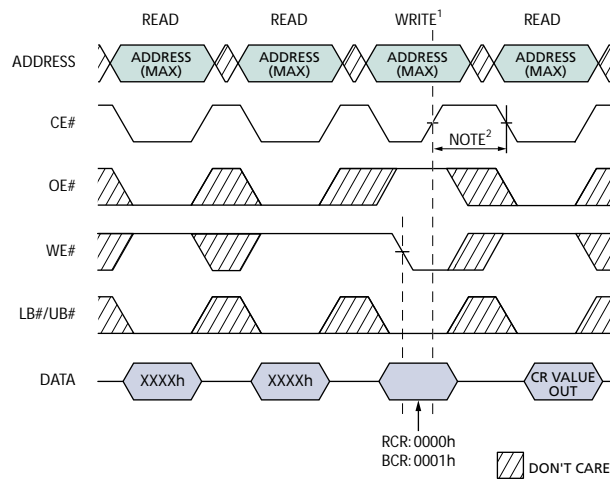 READ READ WRITE1 READ
ADDRESS ADDRESS (MAX) ADDRESS (MAX) ADDRESS (MAX) ADDRESS (MAX)
CE#
NOTE2
OE#
WE#
LB#/UB#
DATA XXXXh XXXXh CR VALUE OUT
RCR: 0000h
BCR: 0001h
DON'T CARE